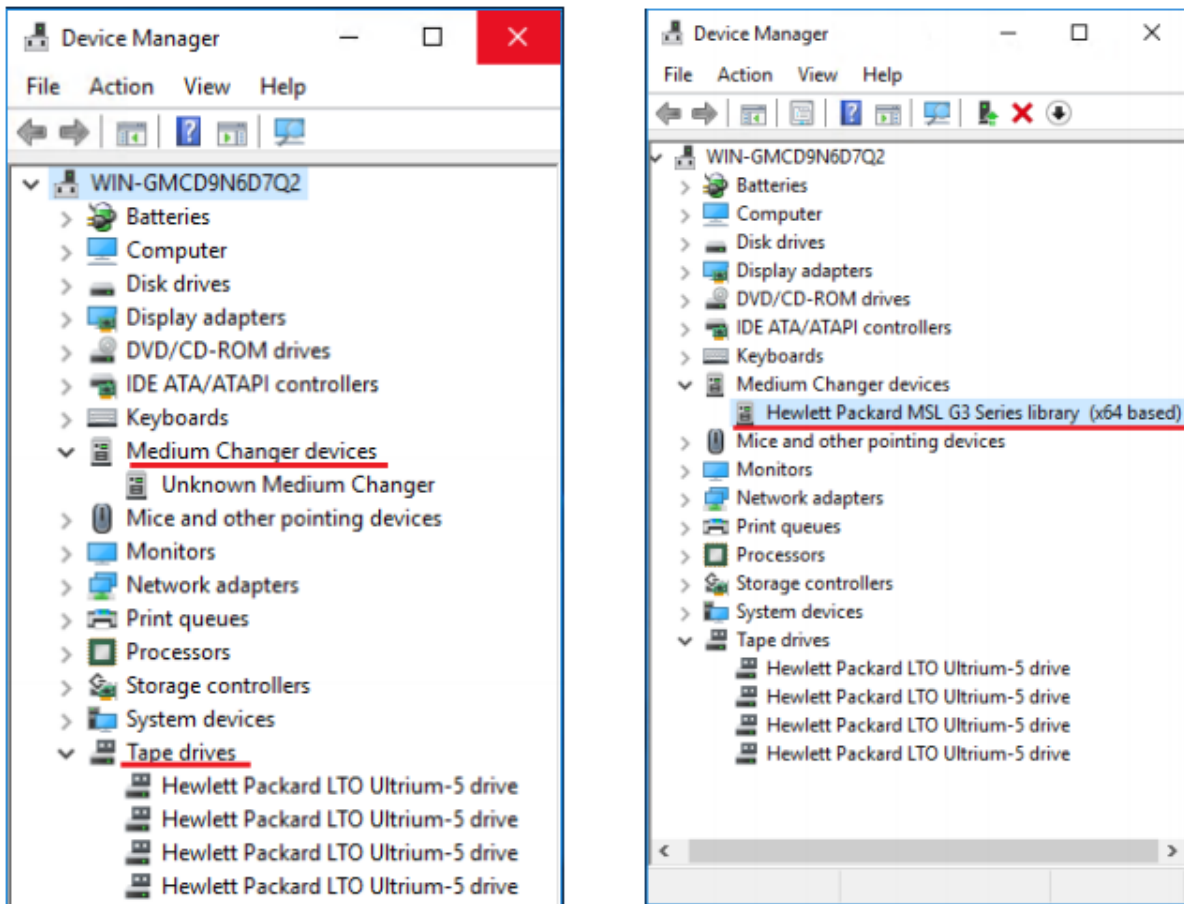 Device Manager
File Action View Help
WIN-GMCD9N6D7Q2
Batteries
Computer
Disk drives
Display adapters
DVD/CD-ROM drives
IDE ATA/ATAPI controllers
Keyboards
Medium Changer devices
Unknown Medium Changer
Mice and other pointing devices
Monitors
Network adapters
Print queues
Processors
Storage controllers
System devices
Tape drives
Hewlett Packard LTO Ultrium-5 drive
Hewlett Packard LTO Ultrium-5 drive
Hewlett Packard LTO Ultrium-5 drive
Hewlett Packard LTO Ultrium-5 drive
Device Manager
File Action View Help
WIN-GMCD9N6D7Q2
Batteries
Computer
Disk drives
Display adapters
DVD/CD-ROM drives
IDE ATA/ATAPI controllers
Keyboards
Medium Changer devices
Hewlett Packard MSL G3 Series library (x64 based)
Mice and other pointing devices
Monitors
Network adapters
Print queues
Processors
Storage controllers
System devices
Tape drives
Hewlett Packard LTO Ultrium-5 drive
Hewlett Packard LTO Ultrium-5 drive
Hewlett Packard LTO Ultrium-5 drive
Hewlett Packard LTO Ultrium-5 drive